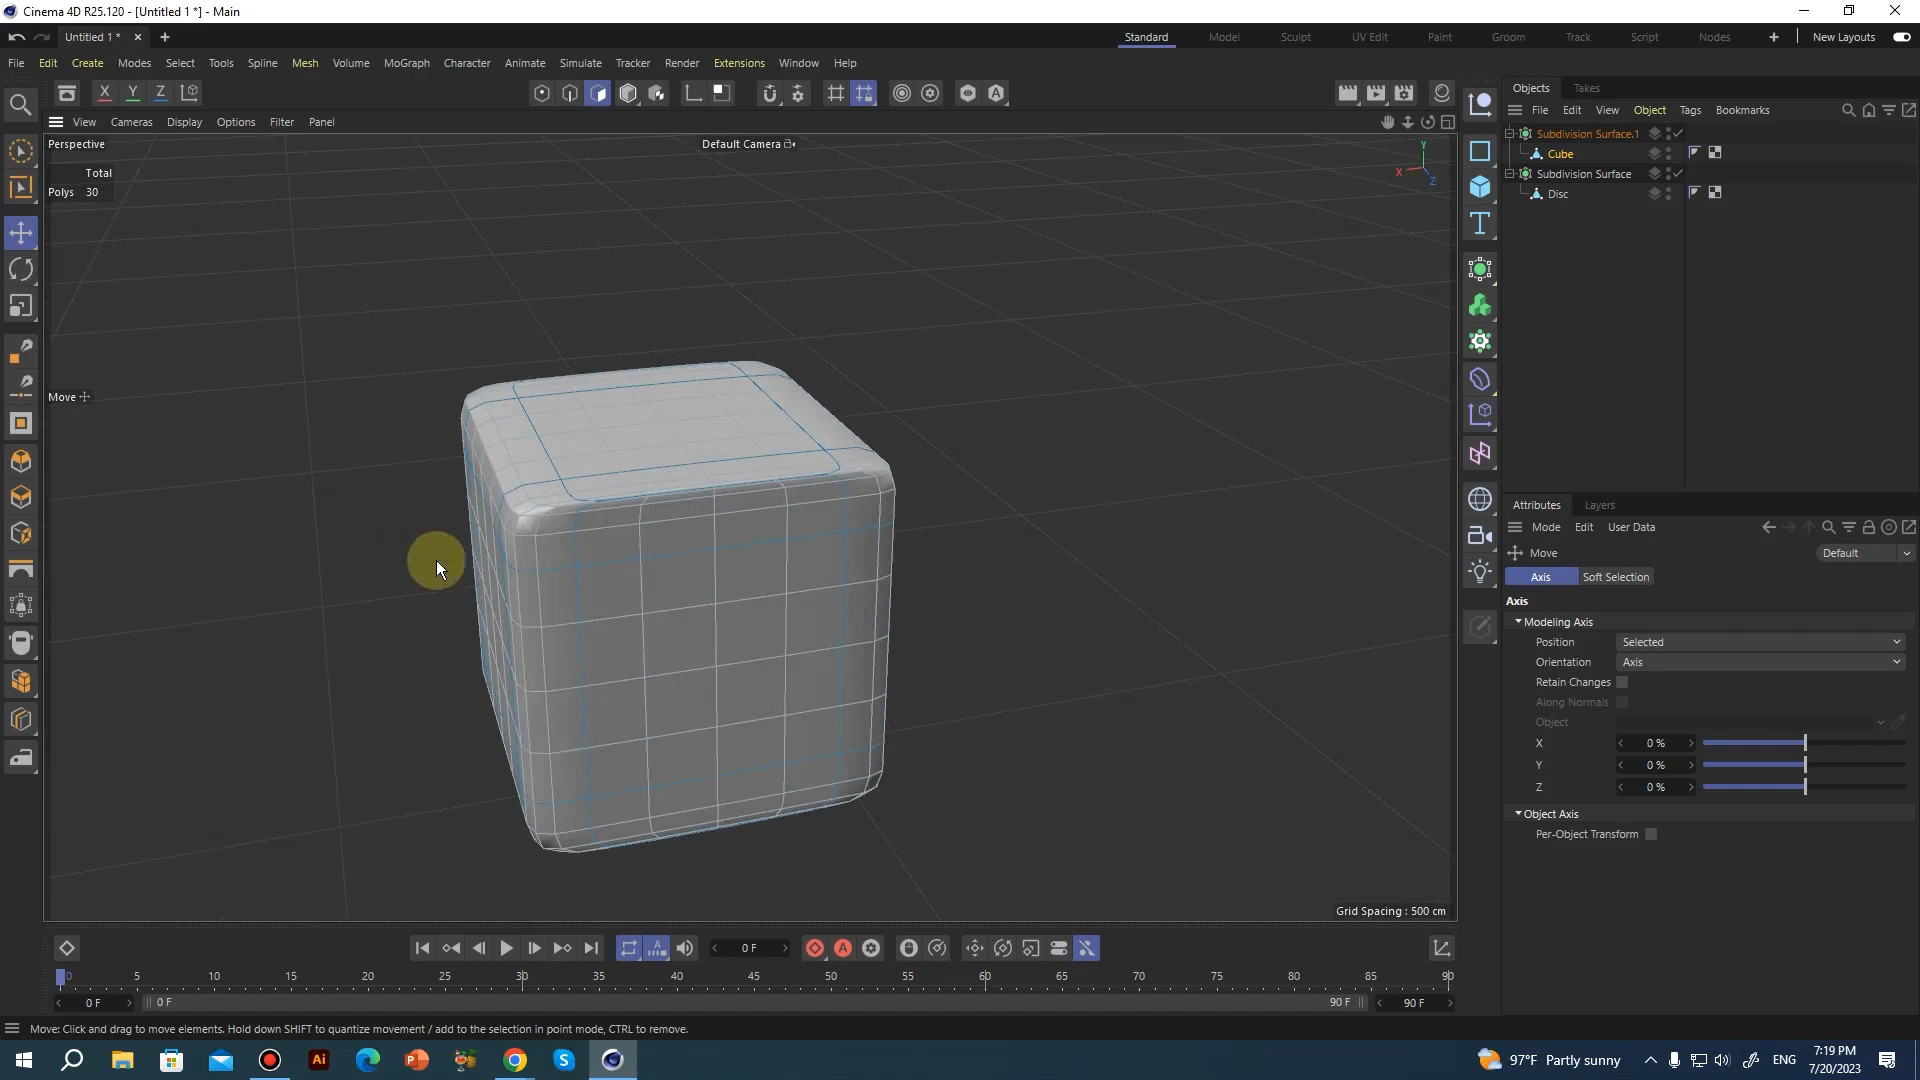 Cinema 4D R25.120 - [Untitled 1 *] - Main
Untitled 1 *
Standard Model Sculpt UV Edit Paint Groom Track Script Nodes New Layouts
File Edit Create Modes Select Tools Spline Mesh Volume MoGraph Character Animate Simulate Tracker Render Extensions Window Help
X Y Z
Objects Takes
File Edit View Object Tags Bookmarks
View Cameras Display Options Filter Panel
Perspective
Default Camera
Total
Polys 30
Y
X
Z
Subdivision Surface.1
Cube
Subdivision Surface
Disc
Move
Grid Spacing : 500 cm
Attributes Layers
Mode Edit User Data
Move
Default
Axis Soft Selection
Axis
Modeling Axis
Position Selected
Orientation Axis
Retain Changes
Along Normals
Object
X 0 %
Y 0 %
Z 0 %
Object Axis
Per-Object Transform
0 F
0 5 10 15 20 25 30 35 40 45 50 55 60 65 70 75 80 85 90
0 F 0 F 90 F 90 F
Move: Click and drag to move elements. Hold down SHIFT to quantize movement / add to the selection in point mode, CTRL to remove.
97°F Partly sunny
ENG
7:19 PM
7/20/2023